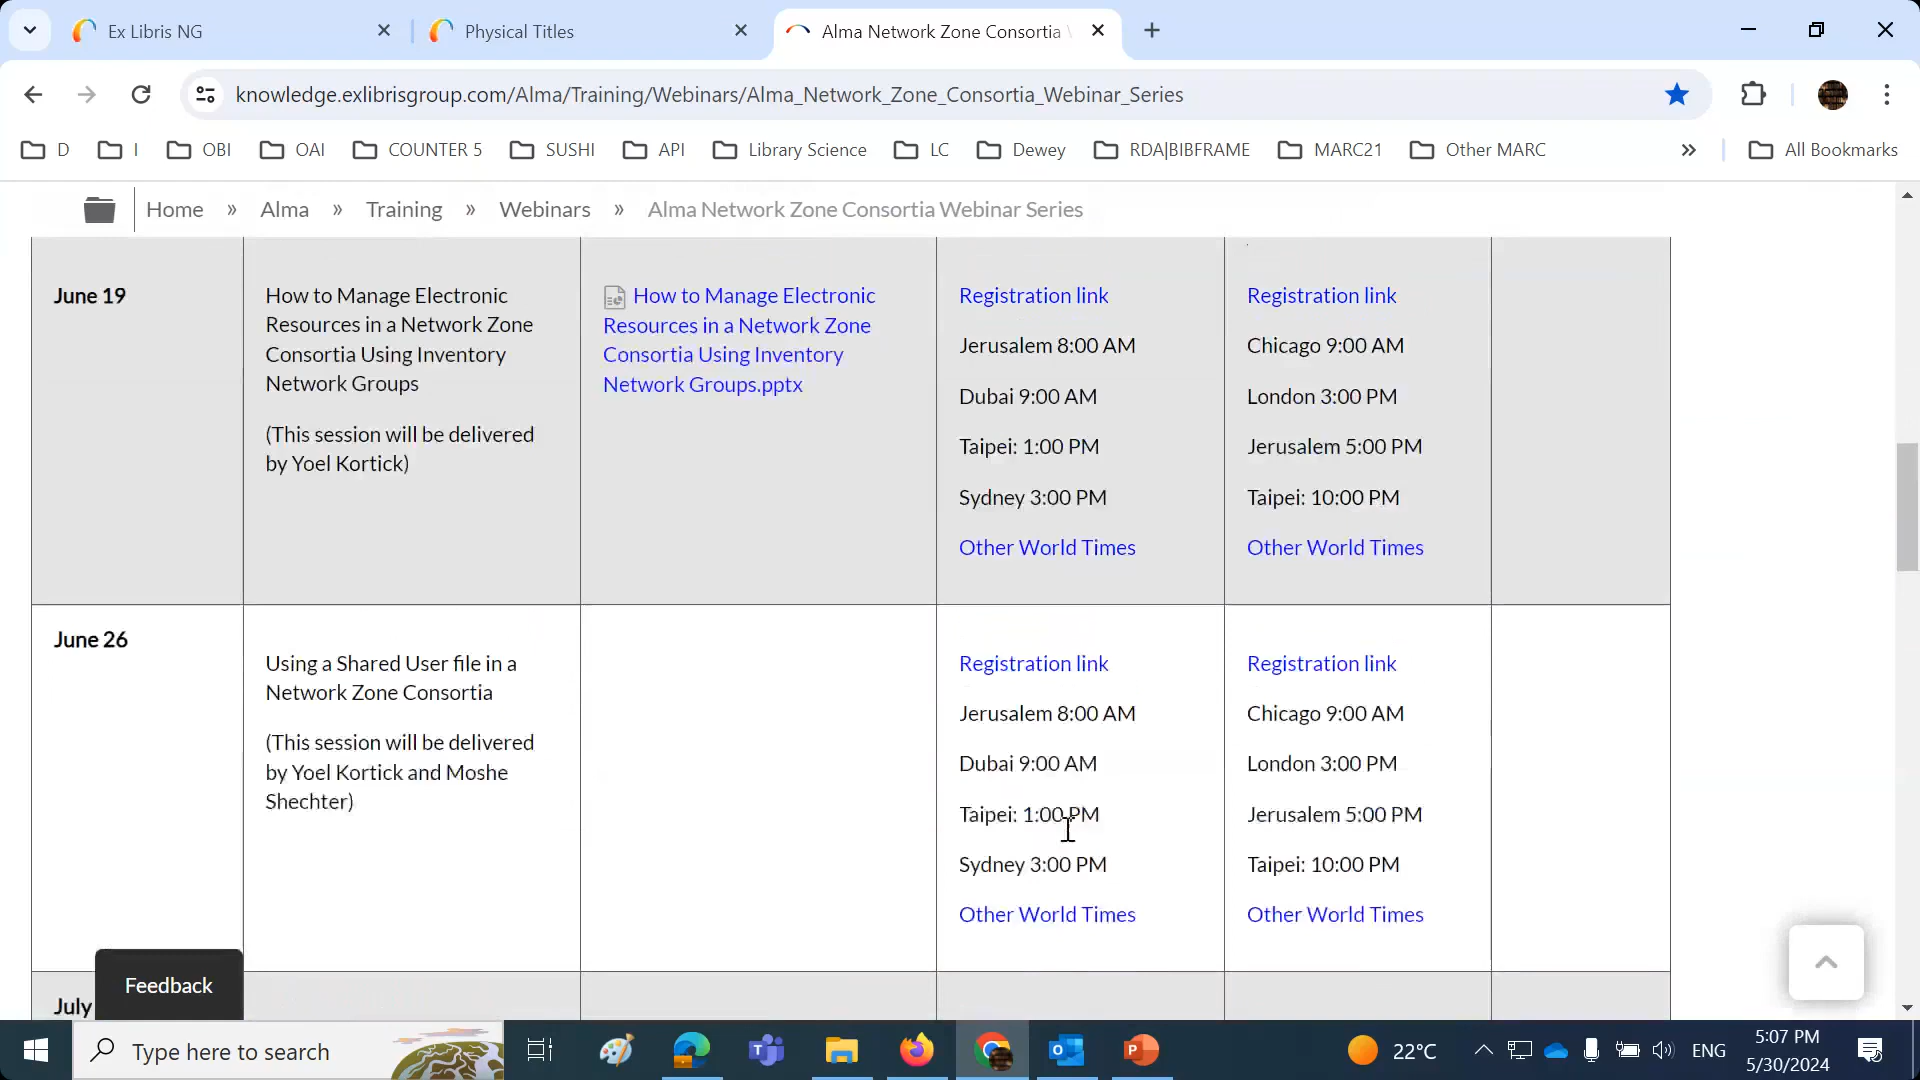 Ex Libris NG
Physical Titles
Alma Network Zone Consortia
knowledge.exlibrisgroup.com/Alma/Training/Webinars/Alma_Network_Zone_Consortia_Webinar_Series
D
I
OBI
OAI
COUNTER 5
SUSHI
API
Library Science
LC
Dewey
RDA|BIBFRAME
MARC21
Other MARC
»
All Bookmarks
Home » Alma » Training » Webinars » Alma Network Zone Consortia Webinar Series
June 19
How to Manage Electronic
Resources in a Network Zone
Consortia Using Inventory
Network Groups
(This session will be delivered
by Yoel Kortick)
How to Manage Electronic
Resources in a Network Zone
Consortia Using Inventory
Network Groups.pptx
Registration link
Jerusalem 8:00 AM
Dubai 9:00 AM
Taipei: 1:00 PM
Sydney 3:00 PM
Other World Times
Registration link
Chicago 9:00 AM
London 3:00 PM
Jerusalem 5:00 PM
Taipei: 10:00 PM
Other World Times
June 26
Using a Shared User file in a
Network Zone Consortia
(This session will be delivered
by Yoel Kortick and Moshe
Shechter)
Registration link
Jerusalem 8:00 AM
Dubai 9:00 AM
Taipei: 1:00 PM
Sydney 3:00 PM
Other World Times
Registration link
Chicago 9:00 AM
London 3:00 PM
Jerusalem 5:00 PM
Taipei: 10:00 PM
Other World Times
July
Feedback
Type here to search
22°C
ENG
5:07 PM
5/30/2024